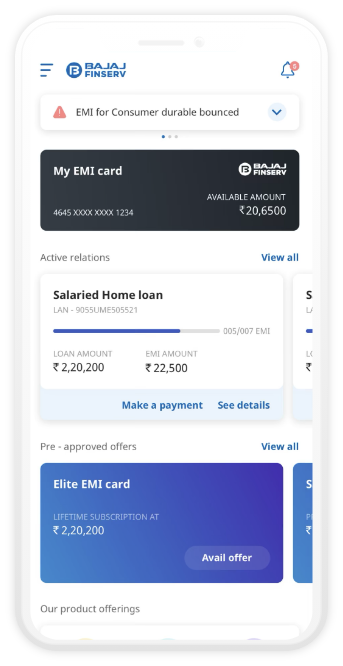 BAJAJ
FINSERV
EMI for Consumer durable bounced
My EMI card
BAJAJ
FINSERV
AVAILABLE AMOUNT
4645 XXXX XXXX 1234
₹20,6500
Active relations
View all
Salaried Home loan
LAN - 9055UME505521
005/007 EMI
LOAN AMOUNT
EMI AMOUNT
₹ 2,20,200
₹ 22,500
Make a payment
See details
S
₹
Pre - approved offers
View all
Elite EMI card
LIFETIME SUBSCRIPTION AT
₹ 2,20,200
Avail offer
S
₹
Our product offerings